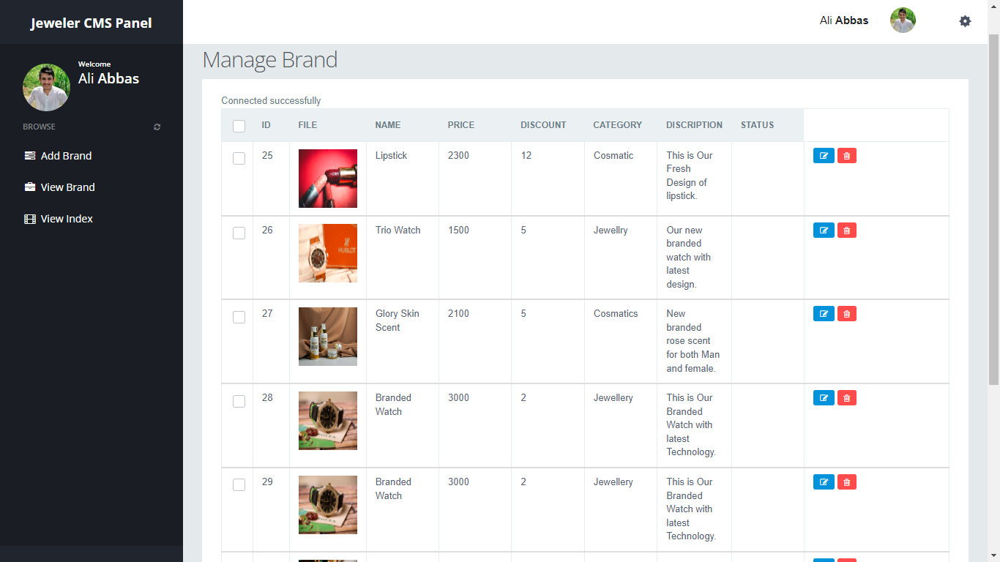 Jeweler CMS Panel
Ali Abbas
Welcome
Ali Abbas
BROWSE
Add Brand
View Brand
View Index
Manage Brand
Connected successfully
ID FILE NAME PRICE DISCOUNT CATEGORY DISCRIPTION STATUS
25 Lipstick 2300 12 Cosmatic This is Our
Fresh
Design of
lipstick.
HUBLOT
26 Trio Watch 1500 5 Jewellry Our new
branded
watch with
latest
design.
27 Glory Skin 2100 5 Cosmatics New
Scent branded
rose scent
for both Man
and female.
28 Branded 3000 2 Jewellery This is Our
Watch Branded
Watch with
latest
Technology.
29 Branded 3000 2 Jewellery This is Our
Watch Branded
Watch with
latest
Technology.